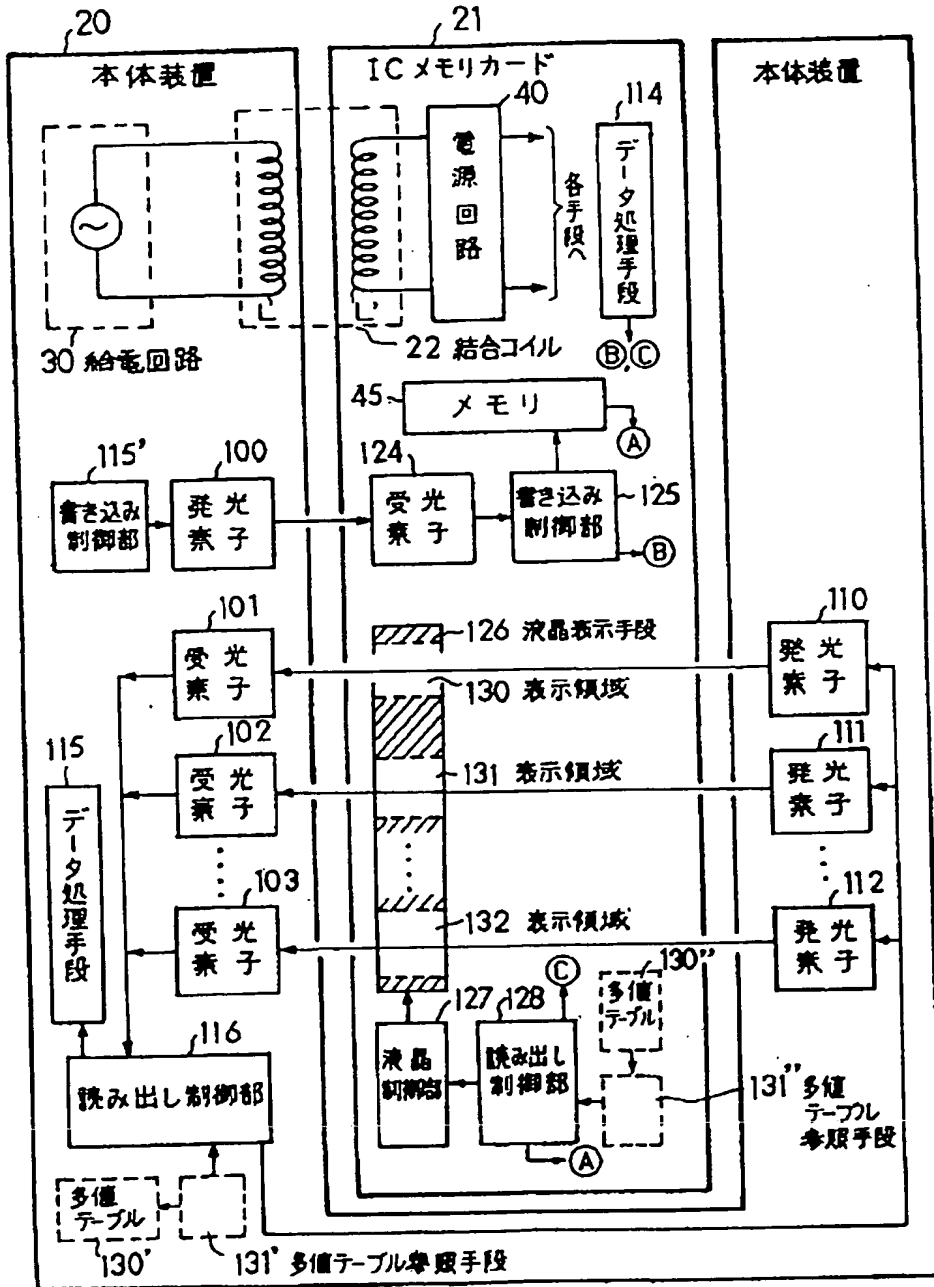 20
本体装置
21
ICメモリカード
本体装置
40
電源回路
各手段へ
114
データ処理手段
B, C
30 給電回路
22 結合コイル
45
メモリ
A
115'
書き込み
制御部
100
発光
素子
124
受光
素子
書き込み
制御部
125
B
101
受光
素子
126 液晶表示手段
130 表示領域
110
発光
素子
102
受光
素子
131 表示領域
111
発光
素子
115
データ処理手段
103
受光
素子
132 表示領域
112
発光
素子
116
読み出し制御部
127
液晶
制御部
128
読み出し
制御部
C
130''
多値
テーブル
131'' 多値
テーブル
参照手段
A
多値
テーブル
130'
131' 多値テーブル参照手段